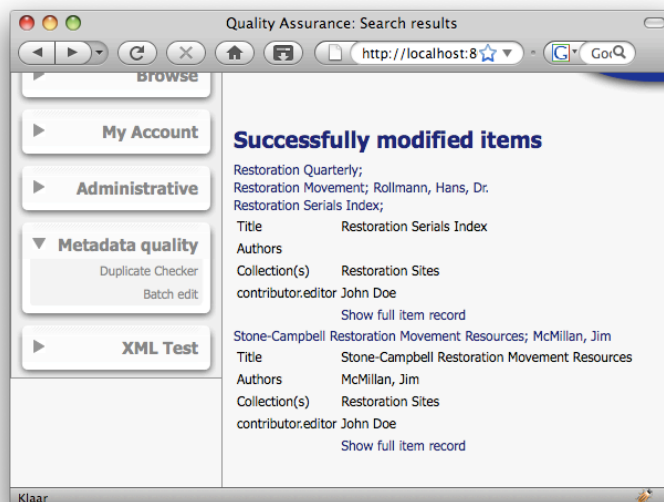 Quality Assurance: Search results
http://localhost:8
G
Goo
Browse
My Account
Administrative
Metadata quality
Duplicate Checker
Batch edit
XML Test
Successfully modified items
Restoration Quarterly;
Restoration Movement; Rollmann, Hans, Dr.
Restoration Serials Index;
Title Restoration Serials Index
Authors
Collection(s) Restoration Sites
contributor.editor John Doe
Show full item record
Stone-Campbell Restoration Movement Resources; McMillan, Jim
Title Stone-Campbell Restoration Movement Resources
Authors McMillan, Jim
Collection(s) Restoration Sites
contributor.editor John Doe
Show full item record
Klaar